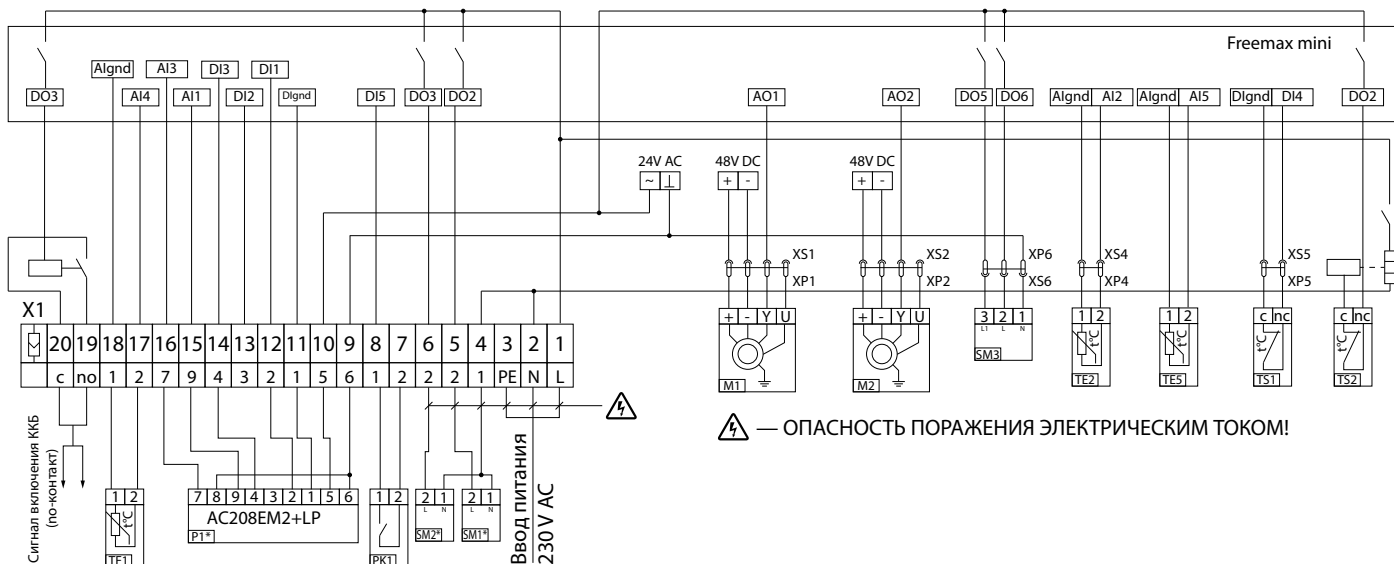 Freemax mini
AIgnd AI3 DI3 DI1
DO3 AI4 AI1 DI2 DIgnd DI5 DO3 DO2 AO1 AO2 DO5 DO6 AIgnd AI2 AIgnd AI5 DIgnd DI4 DO2
24V AC 48V DC 48V DC
~ ⊥ + - + -
XS1 XS2 XP6 XS4 XS5
XP1 XP2 XS6 XP4 XP5
X1
+ - Y U + - Y U 3 2 1 1 2 1 2 c nc c nc
L1 L N
t°C t°C t°C t°C
20 19 18 17 16 15 14 13 12 11 10 9 8 7 6 5 4 3 2 1
SM3
c no 1 2 7 9 4 3 2 1 5 6 1 2 2 2 1 PE N L
M1 M2 TE2 TE5 TS1 TS2
— ОПАСНОСТЬ ПОРАЖЕНИЯ ЭЛЕКТРИЧЕСКИМ ТОКОМ!
Сигнал включения ККБ
(no-контакт)
1 2 7 8 9 4 3 2 1 5 6 1 2 2 1 2 1
L N L N
t°C
AC208EM2+LP
TE1 P1* PK1 SM2* SM1*
Ввод питания
230 V AC